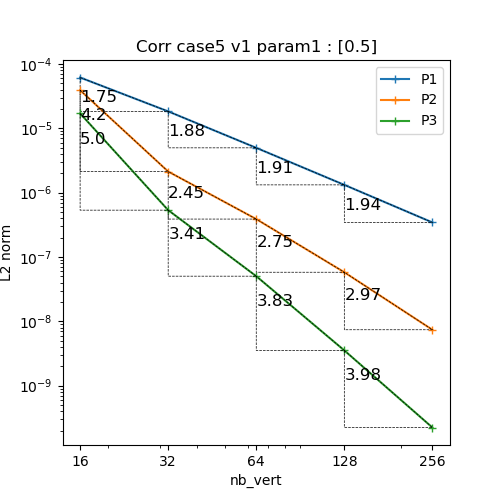 Corr case5 v1 param1 : [0.5]
10⁻⁴
10⁻⁵
10⁻⁶
10⁻⁷
10⁻⁸
10⁻⁹
L2 norm
P1
P2
P3
1.75
1.88
1.91
1.94
4.2
2.45
2.75
2.97
5.0
3.41
3.83
3.98
16 32 64 128 256
nb_vert